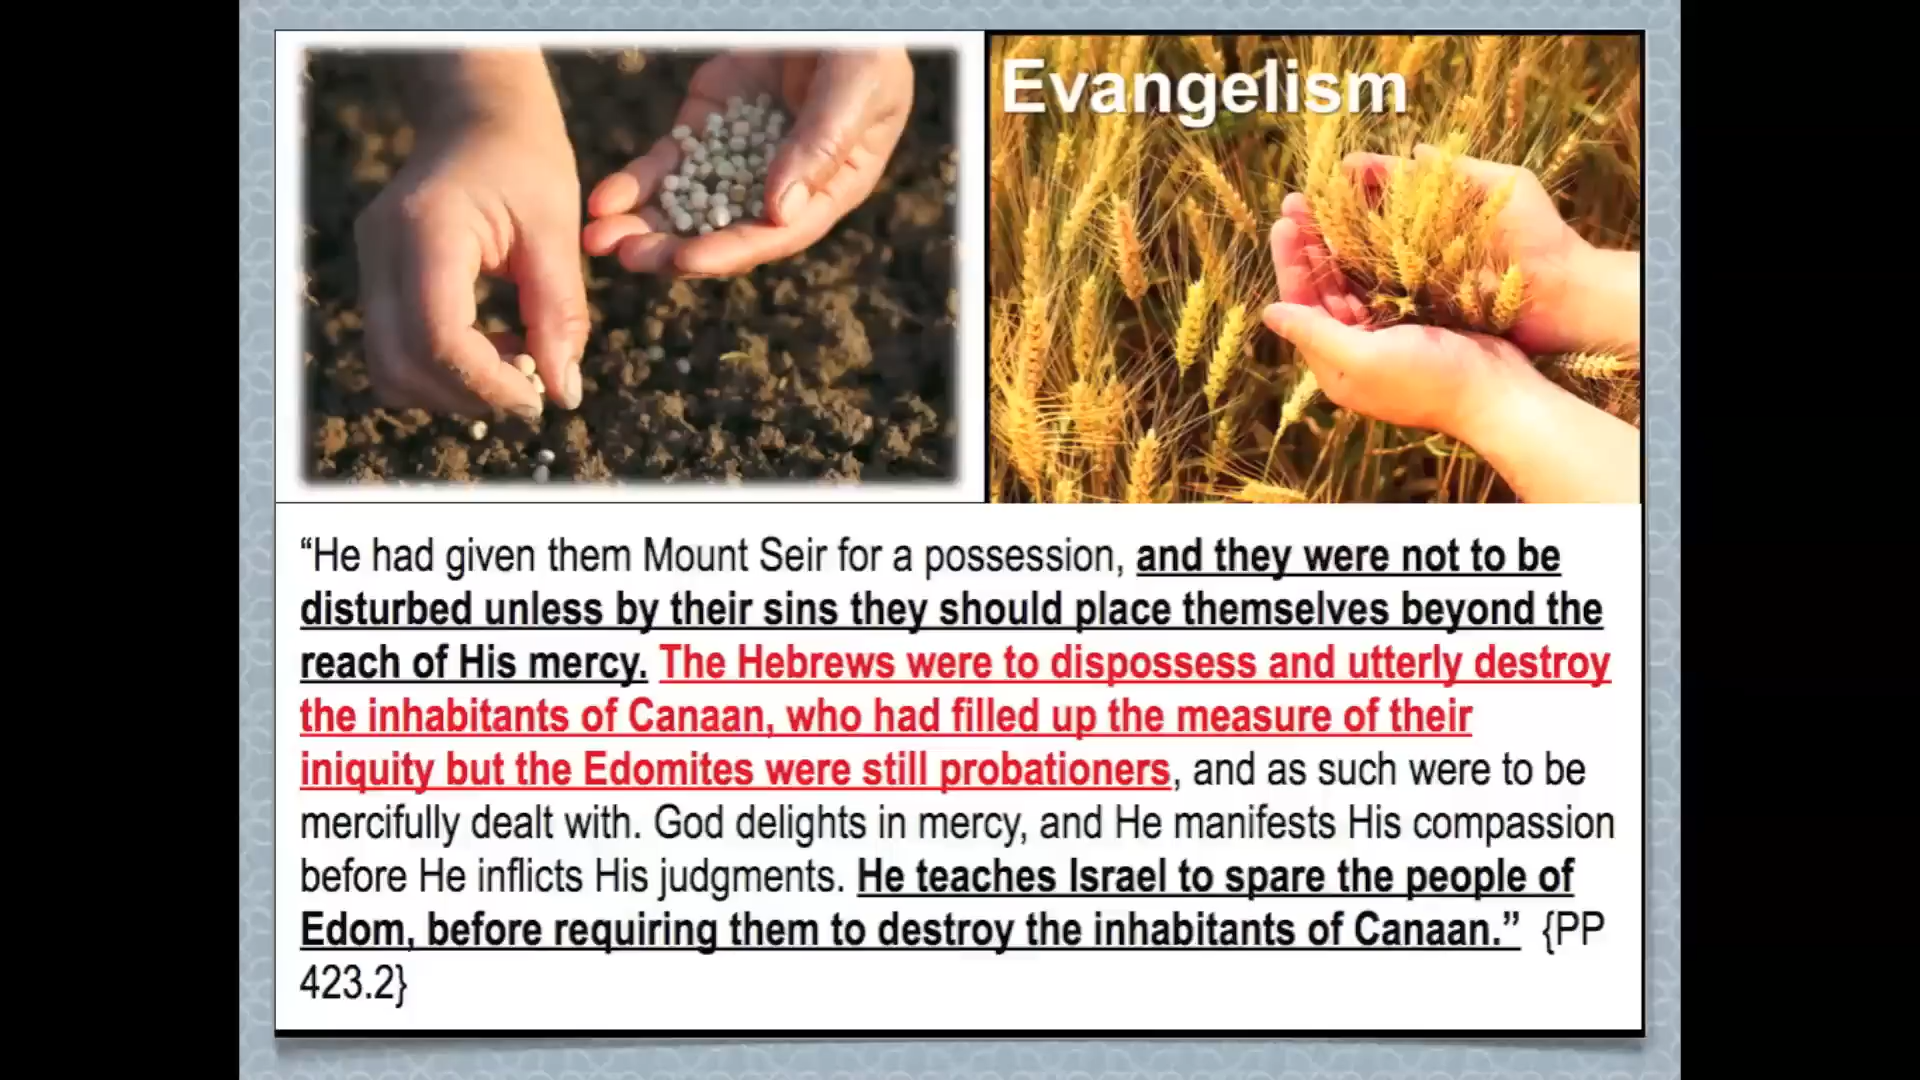 Evangelism
“He had given them Mount Seir for a possession, and they were not to be
disturbed unless by their sins they should place themselves beyond the
reach of His mercy. The Hebrews were to dispossess and utterly destroy
the inhabitants of Canaan, who had filled up the measure of their
iniquity but the Edomites were still probationers, and as such were to be
mercifully dealt with. God delights in mercy, and He manifests His compassion
before He inflicts His judgments. He teaches Israel to spare the people of
Edom, before requiring them to destroy the inhabitants of Canaan.” {PP
423.2}